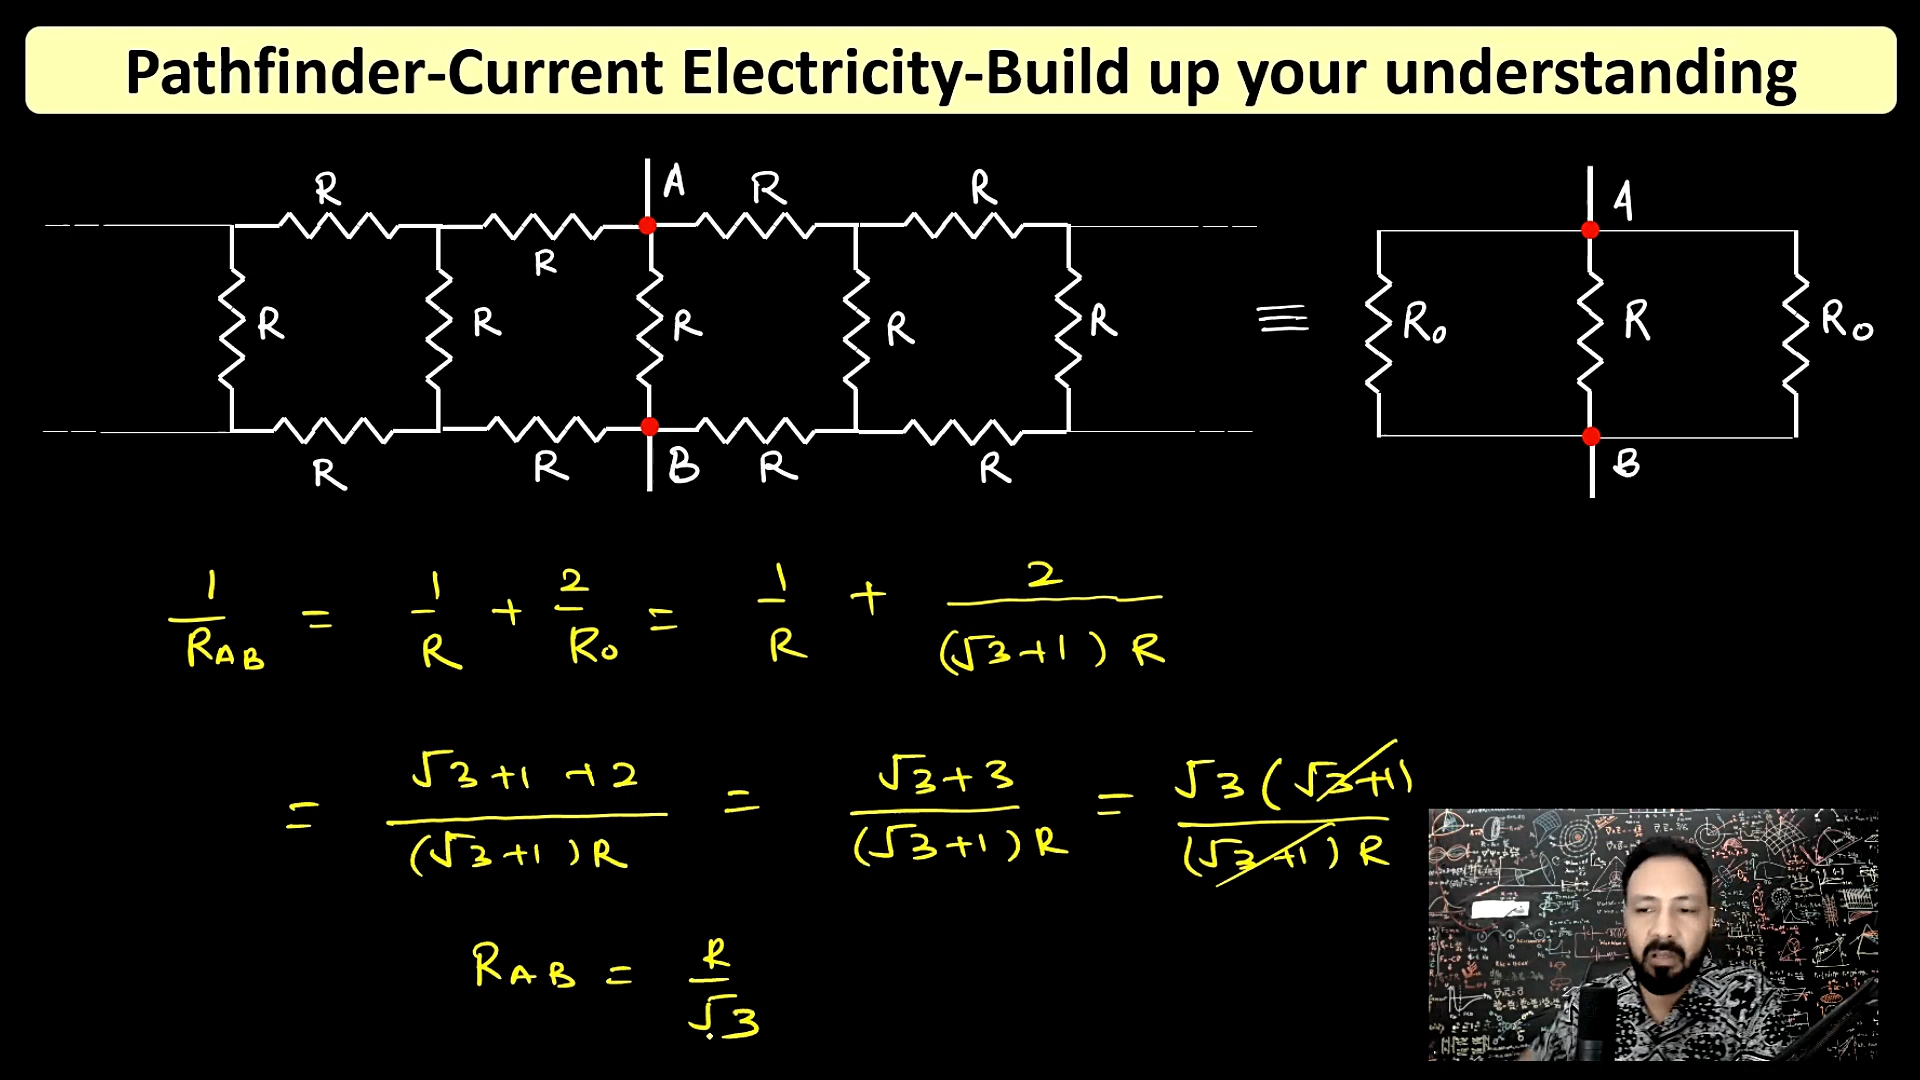 Pathfinder-Current Electricity-Build up your understanding
R R A R R
R R R R R
R R B R R
≡
A
R₀ R R₀
B
1/R_AB = 1/R + 2/R₀ = 1/R + 2/((√3+1)R)
= (√3+1+2)/((√3+1)R) = (√3+3)/((√3+1)R) = √3(√3+1)/((√3+1)R)
R_AB = R/√3